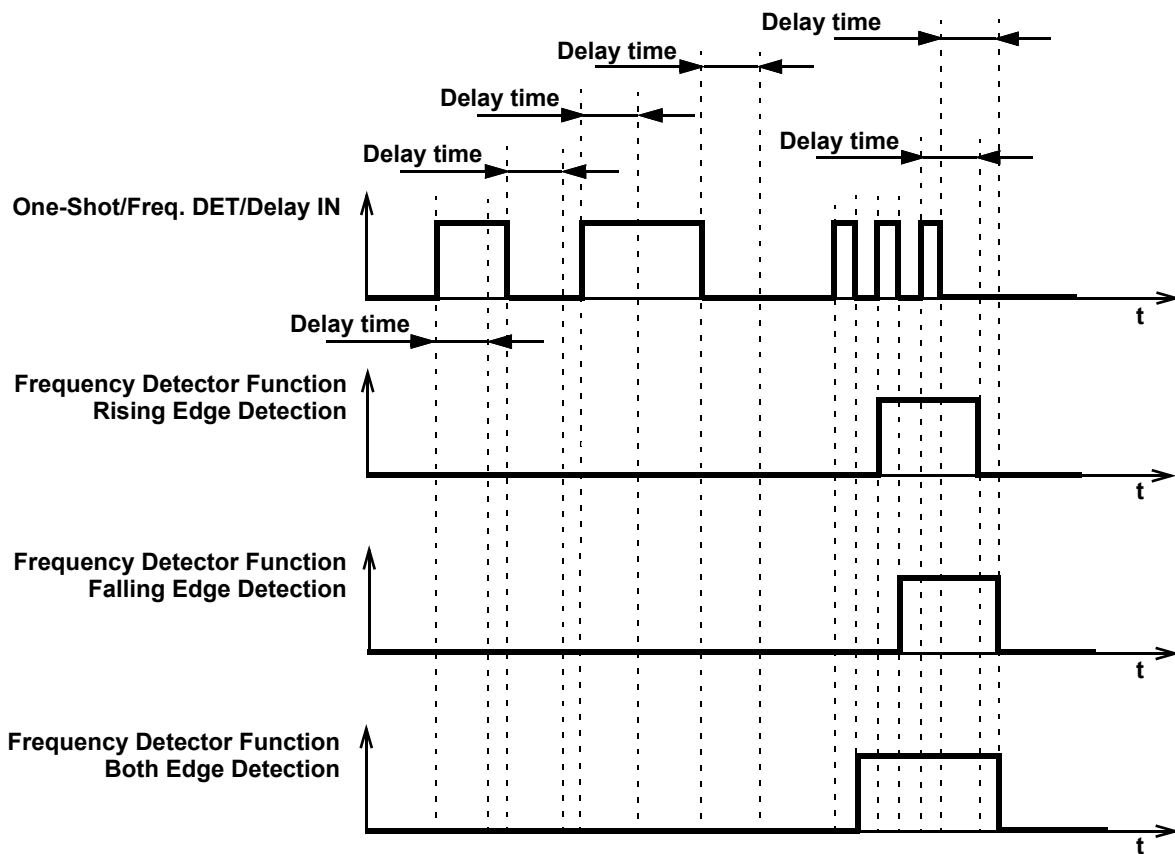 Delay time
Delay time
Delay time
Delay time
Delay time
One-Shot/Freq. DET/Delay IN
t
Delay time
Frequency Detector Function
Rising Edge Detection
t
Frequency Detector Function
Falling Edge Detection
t
Frequency Detector Function
Both Edge Detection
t